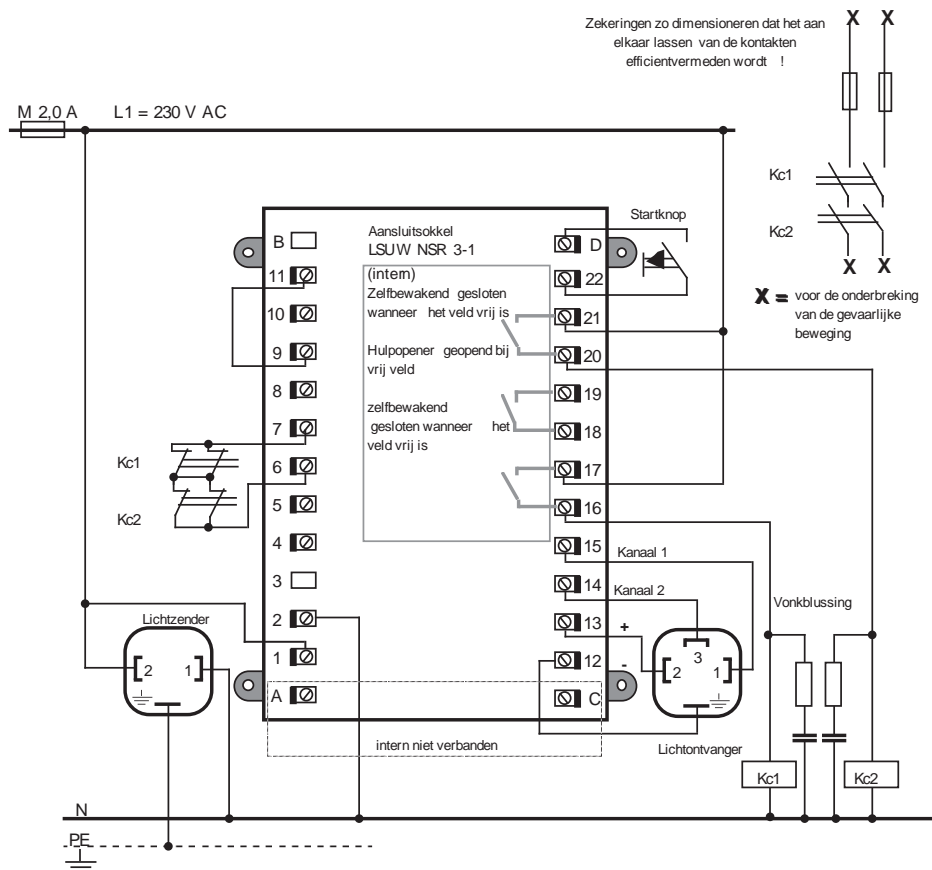 Zekeringen zo dimensioneren dat het aan
elkaar lassen van de kontakten
efficientvermeden wordt !
X X
M 2,0 A
L1 = 230 V AC
Kc1
Kc2
X X
X = voor de onderbreking
van de gevaarlijke
beweging
Startknop
Aansluitsokkel
LSUW NSR 3-1
(intern)
Zelfbewakend gesloten
wanneer het veld vrij is
Hulpopener geopend bij
vrij veld
zelfbewakend
gesloten wanneer het
veld vrij is
B
11
10
9
8
7
6
5
4
3
2
1
A
D
22
21
20
19
18
17
16
15
14
13
12
C
Kc1
Kc2
Kanaal 1
Kanaal 2
+
-
Vonkblussing
Lichtzender
2 1
3
2 1
Lichtontvanger
intern niet verbanden
Kc1
Kc2
N
PE